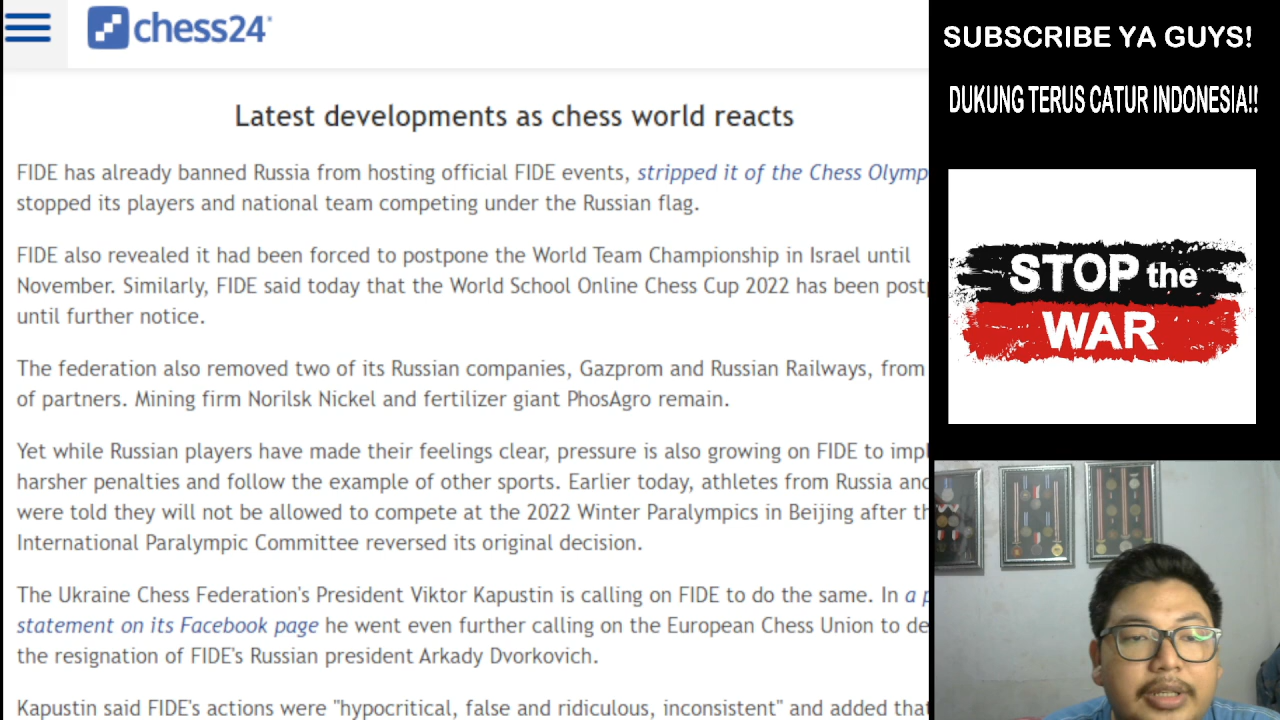 chess24
SUBSCRIBE YA GUYS!
DUKUNG TERUS CATUR INDONESIA!!
Latest developments as chess world reacts
FIDE has already banned Russia from hosting official FIDE events, stripped it of the Chess
stopped its players and national team competing under the Russian flag.
FIDE also revealed it had been forced to postpone the World Team Championship in Israel until
November. Similarly, FIDE said today that the World School Online Chess Cup 2022 has been
until further notice.
The federation also removed two of its Russian companies, Gazprom and Russian Railways, from
of partners. Mining firm Norilsk Nickel and fertilizer giant PhosAgro remain.
Yet while Russian players have made their feelings clear, pressure is also growing on FIDE to
harsher penalties and follow the example of other sports. Earlier today, athletes from Russia
were told they will not be allowed to compete at the 2022 Winter Paralympics in Beijing after
International Paralympic Committee reversed its original decision.
The Ukraine Chess Federation's President Viktor Kapustin is calling on FIDE to do the same. In a
statement on its Facebook page he went even further calling on the European Chess Union to
the resignation of FIDE's Russian president Arkady Dvorkovich.
Kapustin said FIDE's actions were "hypocritical, false and ridiculous, inconsistent" and added that
STOP the
WAR